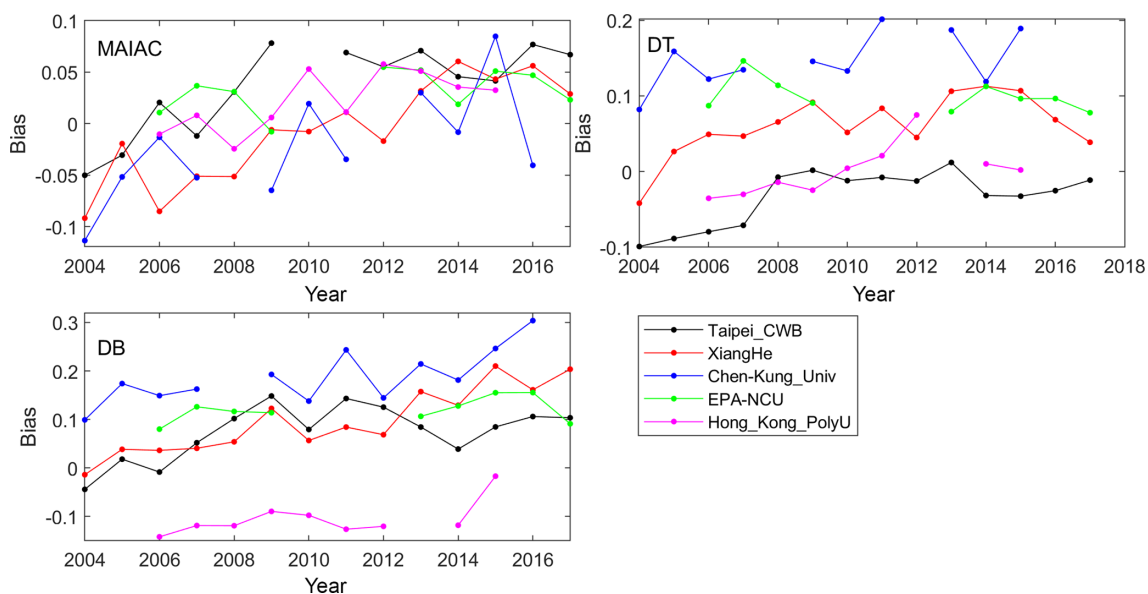 0.1
0.05
0
-0.05
-0.1
Bias
MAIAC
2004 2006 2008 2010 2012 2014 2016
Year
0.2
0.1
0
-0.1
Bias
DT
2004 2006 2008 2010 2012 2014 2016 2018
Year
0.3
0.2
0.1
0
-0.1
Bias
DB
2004 2006 2008 2010 2012 2014 2016
Year
Taipei_CWB
XiangHe
Chen-Kung_Univ
EPA-NCU
Hong_Kong_PolyU